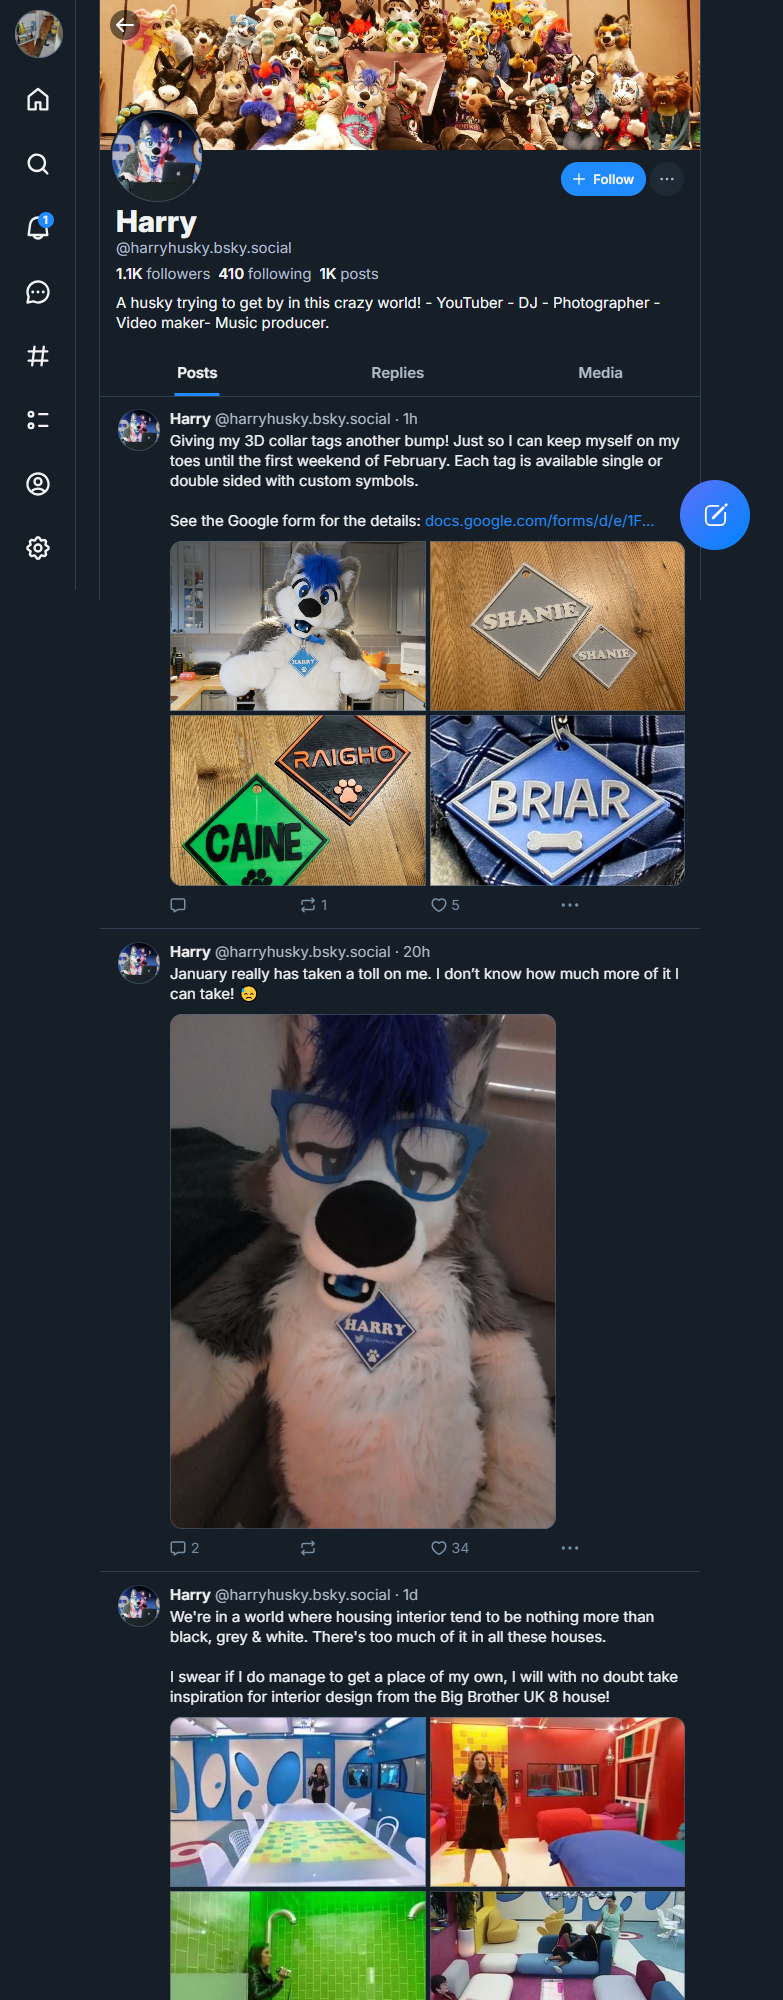 1
Follow
Harry
@harryhusky.bsky.social
1.1K followers 410 following 1K posts
A husky trying to get by in this crazy world! - YouTuber - DJ - Photographer -
Video maker- Music producer.
Posts Replies Media
Harry @harryhusky.bsky.social · 1h
Giving my 3D collar tags another bump! Just so I can keep myself on my
toes until the first weekend of February. Each tag is available single or
double sided with custom symbols.
See the Google form for the details: docs.google.com/forms/d/e/1F...
HARRY
SHANIE
SHANIE
RAIGHO
CAINE
BRIAR
1 5
Harry @harryhusky.bsky.social · 20h
January really has taken a toll on me. I don't know how much more of it I
can take! 😓
HARRY
2 34
Harry @harryhusky.bsky.social · 1d
We're in a world where housing interior tend to be nothing more than
black, grey & white. There's too much of it in all these houses.
I swear if I do manage to get a place of my own, I will with no doubt take
inspiration for interior design from the Big Brother UK 8 house!